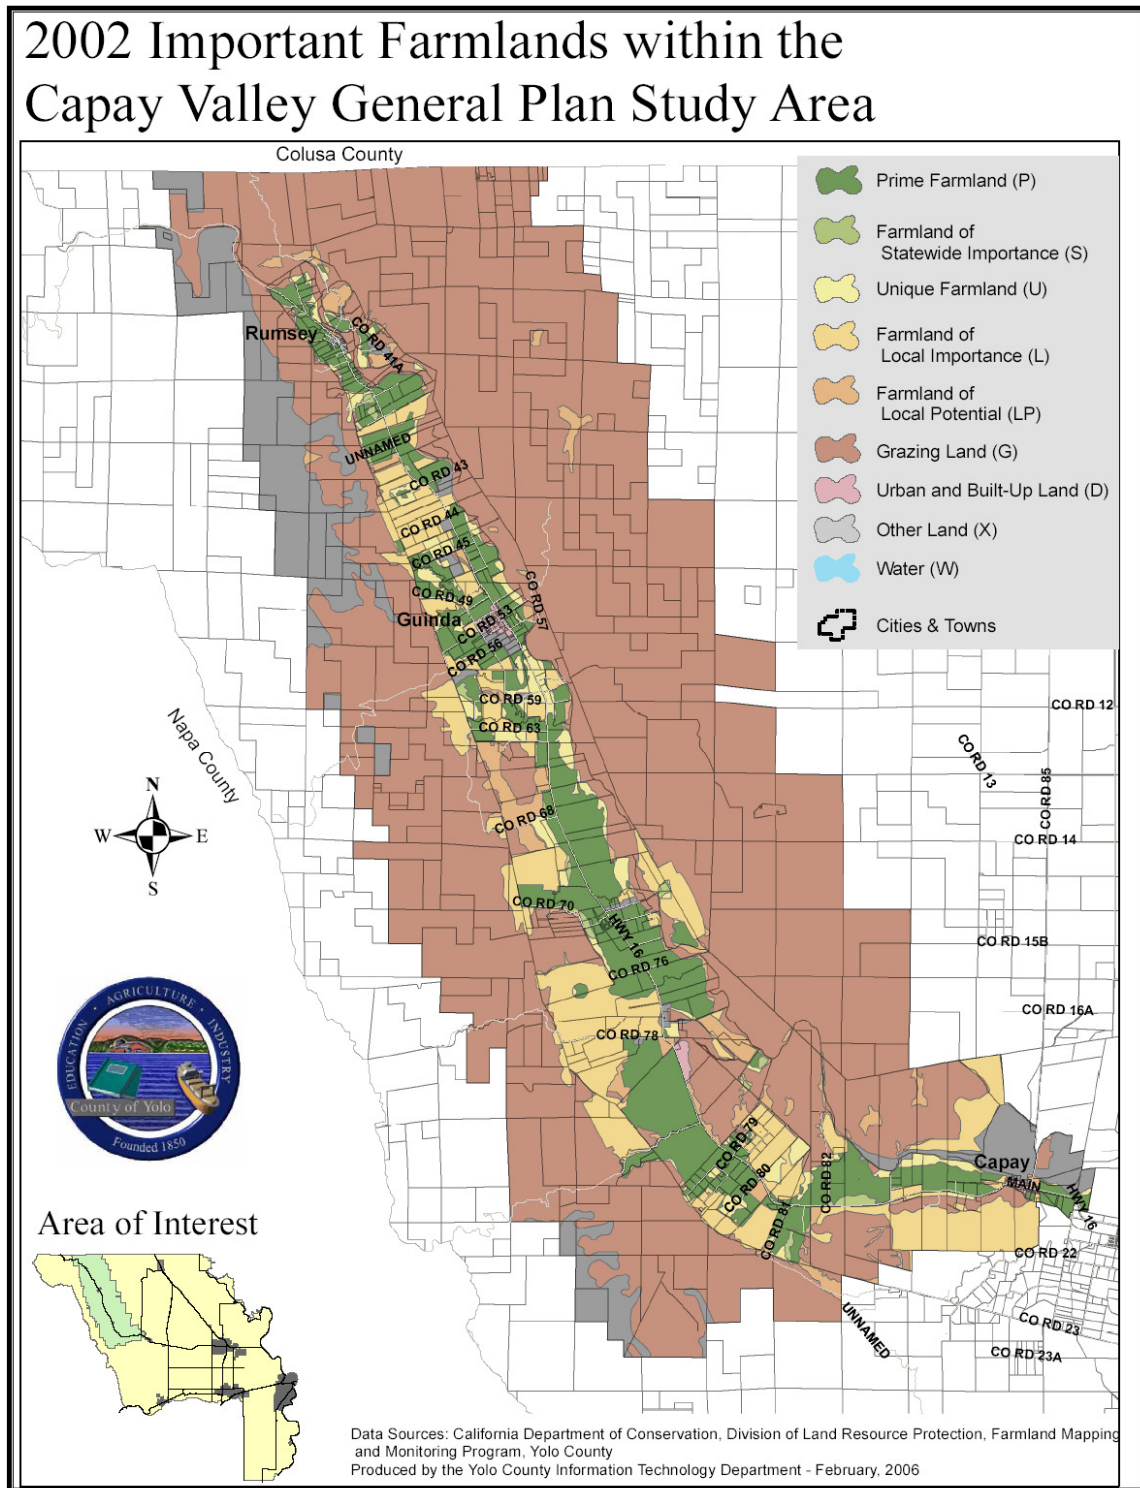 2002 Important Farmlands within the
Capay Valley General Plan Study Area
Colusa County
Prime Farmland (P)
Farmland of
Statewide Importance (S)
Unique Farmland (U)
Farmland of
Local Importance (L)
Farmland of
Local Potential (LP)
Grazing Land (G)
Urban and Built-Up Land (D)
Other Land (X)
Water (W)
Cities & Towns
Rumsey
CO RD 41A
UNNAMED
CO RD 43
CO RD 44
CO RD 45
CO RD 49
CO RD 57
Guinda
CO RD 53
CO RD 56
CO RD 59
CO RD 63
CO RD 12
CO RD 13
CO RD 85
CO RD 14
Napa County
N
W
E
S
CO RD 68
CO RD 70
HWY 16
CO RD 76
CO RD 15B
CO RD 16A
CO RD 78
EDUCATION · AGRICULTURE · INDUSTRY
County of Yolo
Founded 1850
CO RD 79
CO RD 80
CO RD 81
CO RD 82
Capay
MAIN
HWY 16
CO RD 22
CO RD 23
CO RD 23A
UNNAMED
Area of Interest
Data Sources: California Department of Conservation, Division of Land Resource Protection, Farmland Mapping
and Monitoring Program, Yolo County
Produced by the Yolo County Information Technology Department - February, 2006